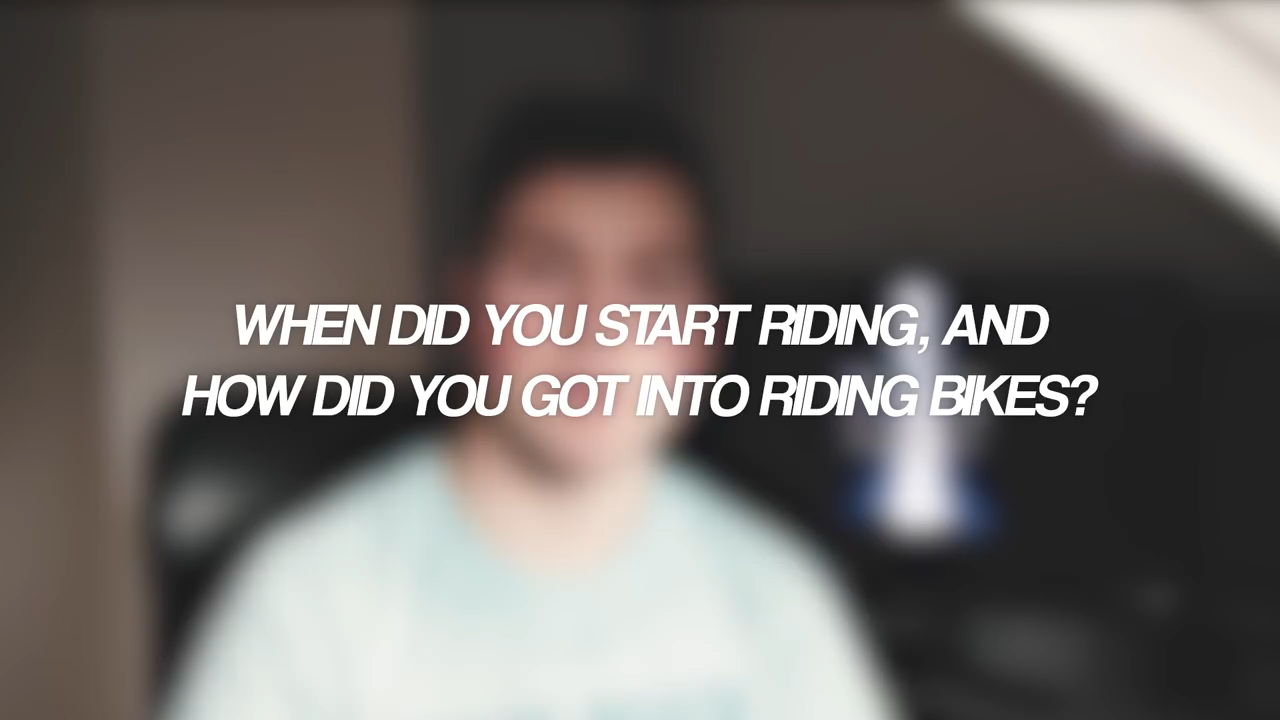 WHEN DID YOU START RIDING, AND
HOW DID YOU GOT INTO RIDING BIKES?